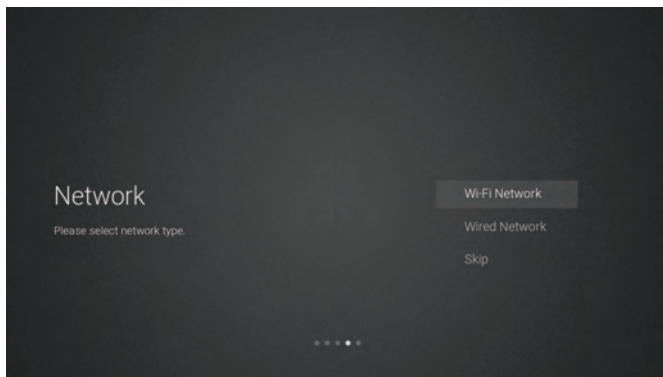 Network
Please select network type.
Wi-Fi Network
Wired Network
Skip